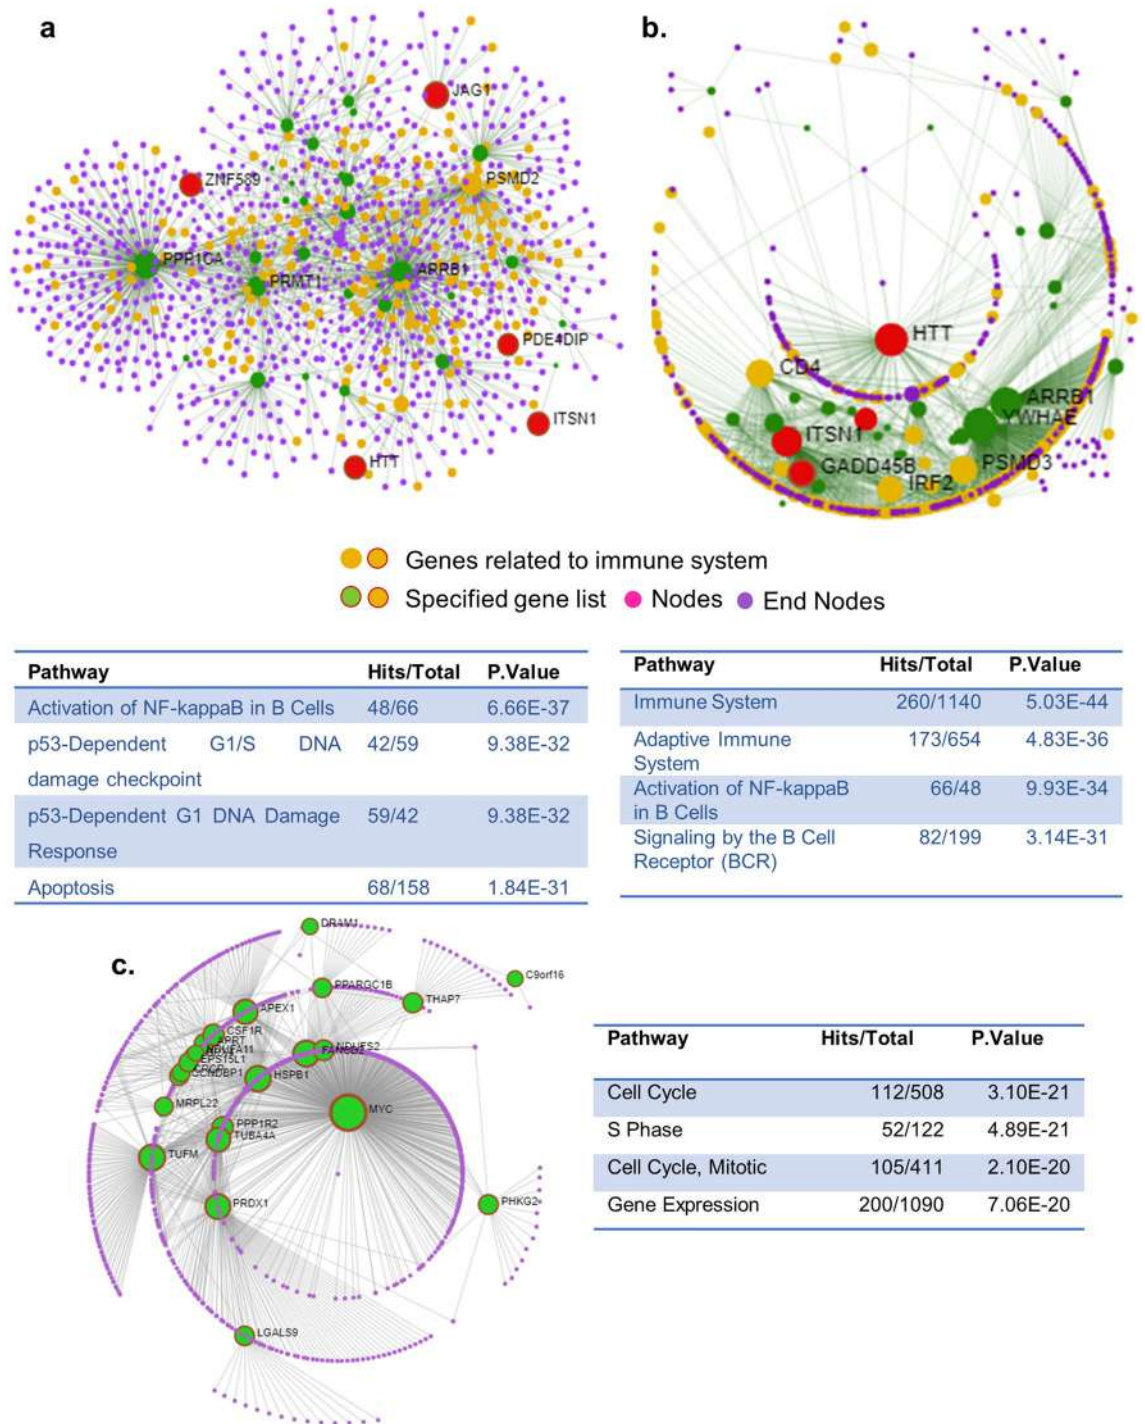 a
JAG1
ZNF589
PSMD2
PPP1CA
PRMT1
ARRB1
PDE4DIP
ITSN1
HTT
b.
HTT
CD4
ARRB1
YWHAE
ITSN1
GADD45B
PSMD3
IRF2
Genes related to immune system
Specified gene list Nodes End Nodes
Pathway Hits/Total P.Value
Activation of NF-kappaB in B Cells 48/66 6.66E-37
p53-Dependent G1/S DNA 42/59 9.38E-32
damage checkpoint
p53-Dependent G1 DNA Damage 59/42 9.38E-32
Response
Apoptosis 68/158 1.84E-31
Pathway Hits/Total P.Value
Immune System 260/1140 5.03E-44
Adaptive Immune 173/654 4.83E-36
System
Activation of NF-kappaB 66/48 9.93E-34
in B Cells
Signaling by the B Cell 82/199 3.14E-31
Receptor (BCR)
c.
DRAM1
C9orf16
PPARGC1B
THAP7
APEX1
CSF1R
APRT
NDUFA11
EPS15L1
CCNDBP1
NDUFS2
FANCD2
HSPB1
MRPL22
MYC
PPP1R2
TUBA4A
TUFM
PRDX1
PHKG2
LGALS9
Pathway Hits/Total P.Value
Cell Cycle 112/508 3.10E-21
S Phase 52/122 4.89E-21
Cell Cycle, Mitotic 105/411 2.10E-20
Gene Expression 200/1090 7.06E-20